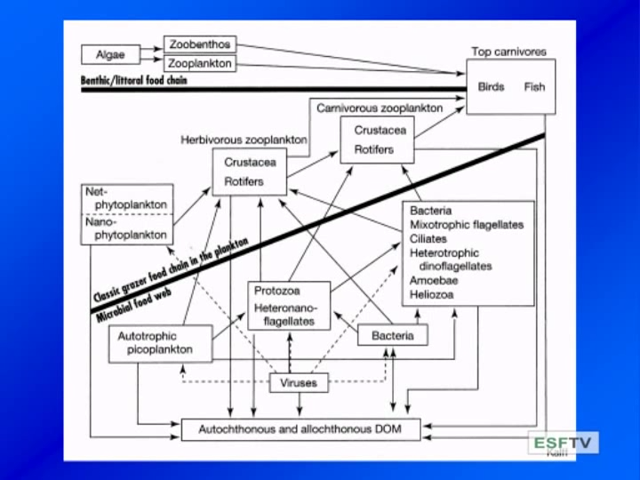 Algae
Zoobenthos
Zooplankton
Benthic/littoral food chain
Top carnivores
Birds Fish
Carnivorous zooplankton
Crustacea
Rotifers
Herbivorous zooplankton
Crustacea
Rotifers
Net-
phytoplankton
Nano-
phytoplankton
Classic grazer food chain in the plankton
Microbial food web
Bacteria
Mixotrophic flagellates
Ciliates
Heterotrophic
dinoflagellates
Amoebae
Heliozoa
Protozoa
Heteronano-
flagellates
Autotrophic
picoplankton
Bacteria
Viruses
Autochthonous and allochthonous DOM
ESFTV